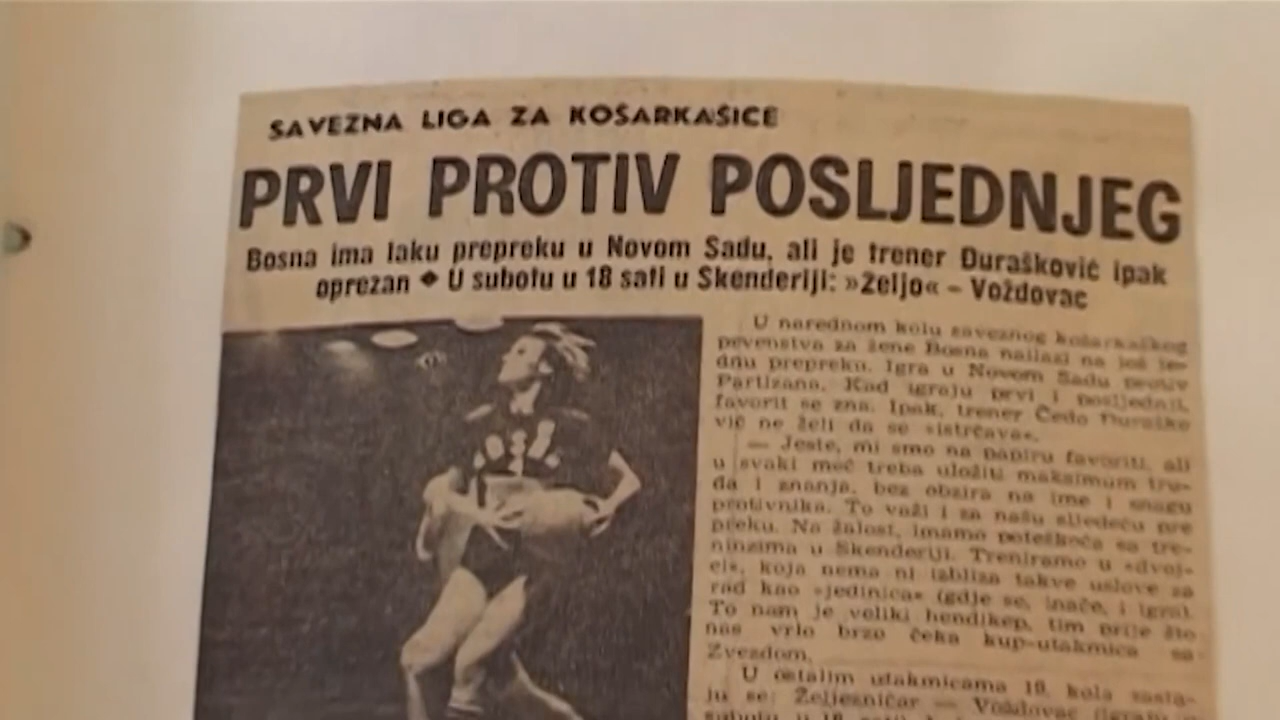 SAVEZNA LIGA ZA KOŠARKAŠICE
PRVI PROTIV POSLJEDNJEG
Bosna ima laku prepreku u Novom Sadu, ali je trener Đurašković ipak
oprezan ◆ U subotu u 18 sati u Skenderiji: »Željo« – Voždovac
U narednom kolu saveznog košarkaškog
prvenstva za žene Bosna nailazi na još je-
dnu prepreku. Igra u Novom Sadu protiv
Partizana. Kad igraju prvi i posljednji,
favorit se zna. Ipak, trener Čedo Đuraško
vić ne želi da se »istrčava«.
— Jeste, mi smo na papiru favoriti, ali
u svaki meč treba uložiti maksimum tru-
da i znanja, bez obzira na ime i snagu
protivnika. To važi i za našu sljedeću pre
preku. Na žalost, imamo poteškoća sa tre-
ninzima u Skenderiji. Treniramo u »dvoj-
ci«, koja nema ni izbliza takve uslove za
rad kao »jedinica« (gdje se, inače, i igra).
To nam je veliki hendikep, tim prije što
nas vrlo brzo čeka kup-utakmica sa
Zvezdom.
U ostalim utakmicama 19. kola sasta-
ju se: Željezničar — Voždovac (igraju
subotu u 18 sati